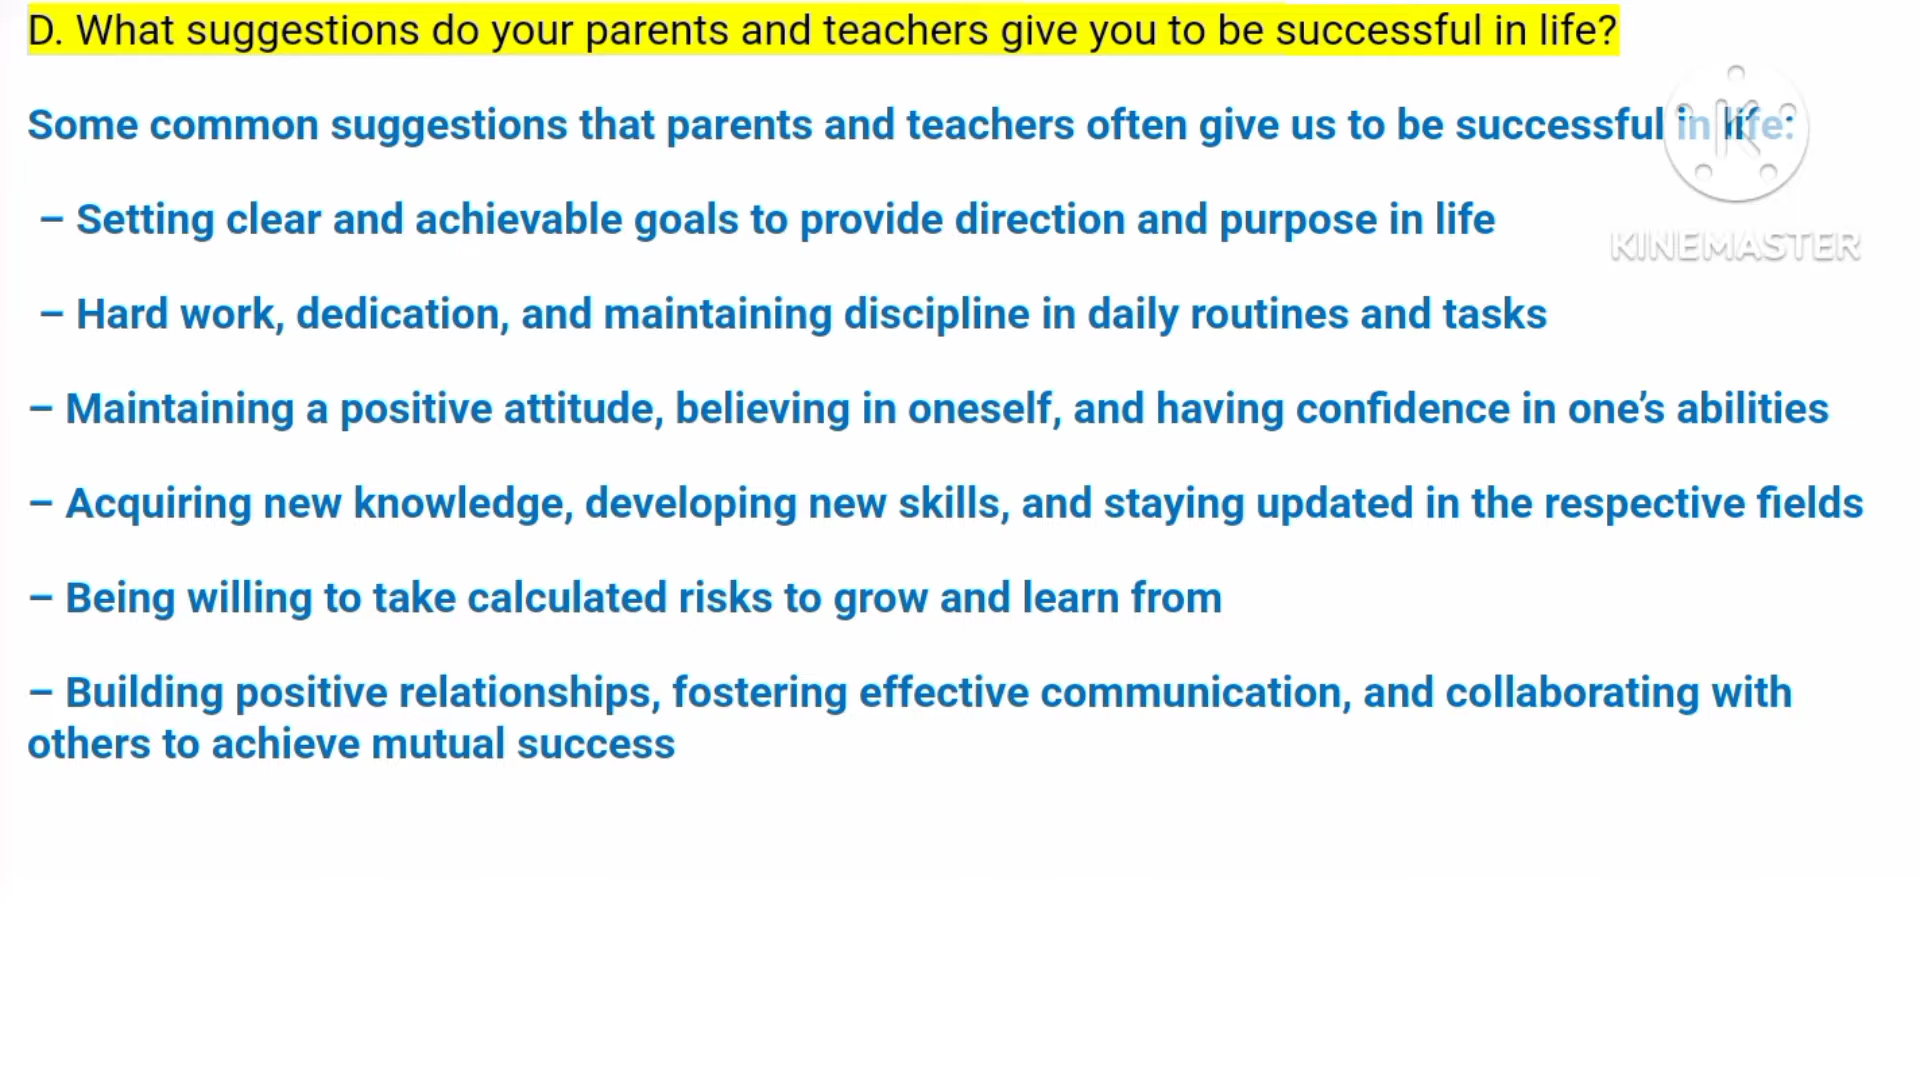 D. What suggestions do your parents and teachers give you to be successful in life?
Some common suggestions that parents and teachers often give us to be successful in life:
– Setting clear and achievable goals to provide direction and purpose in life
KINEMASTER
– Hard work, dedication, and maintaining discipline in daily routines and tasks
– Maintaining a positive attitude, believing in oneself, and having confidence in one’s abilities
– Acquiring new knowledge, developing new skills, and staying updated in the respective fields
– Being willing to take calculated risks to grow and learn from
– Building positive relationships, fostering effective communication, and collaborating with
others to achieve mutual success